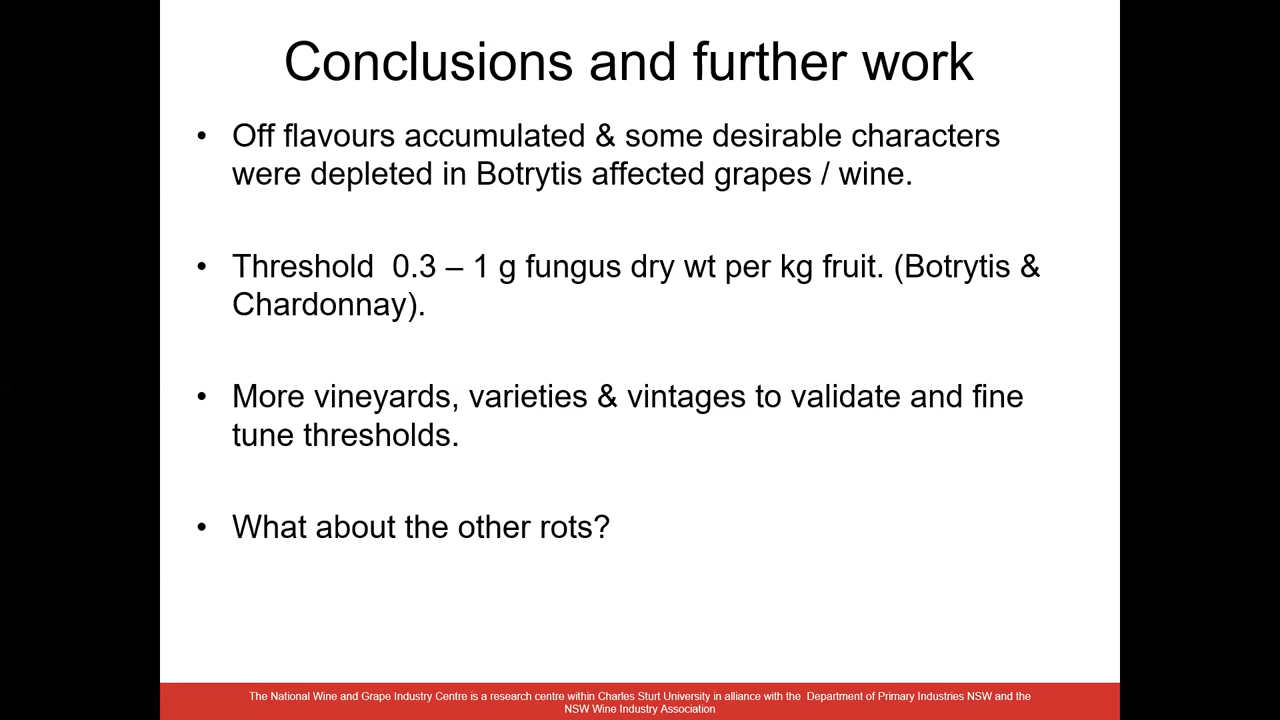 Conclusions and further work
• Off flavours accumulated & some desirable characters
were depleted in Botrytis affected grapes / wine.
• Threshold  0.3 – 1 g fungus dry wt per kg fruit. (Botrytis &
Chardonnay).
• More vineyards, varieties & vintages to validate and fine
tune thresholds.
• What about the other rots?
The National Wine and Grape Industry Centre is a research centre within Charles Sturt University in alliance with the  Department of Primary Industries NSW and the
NSW Wine Industry Association